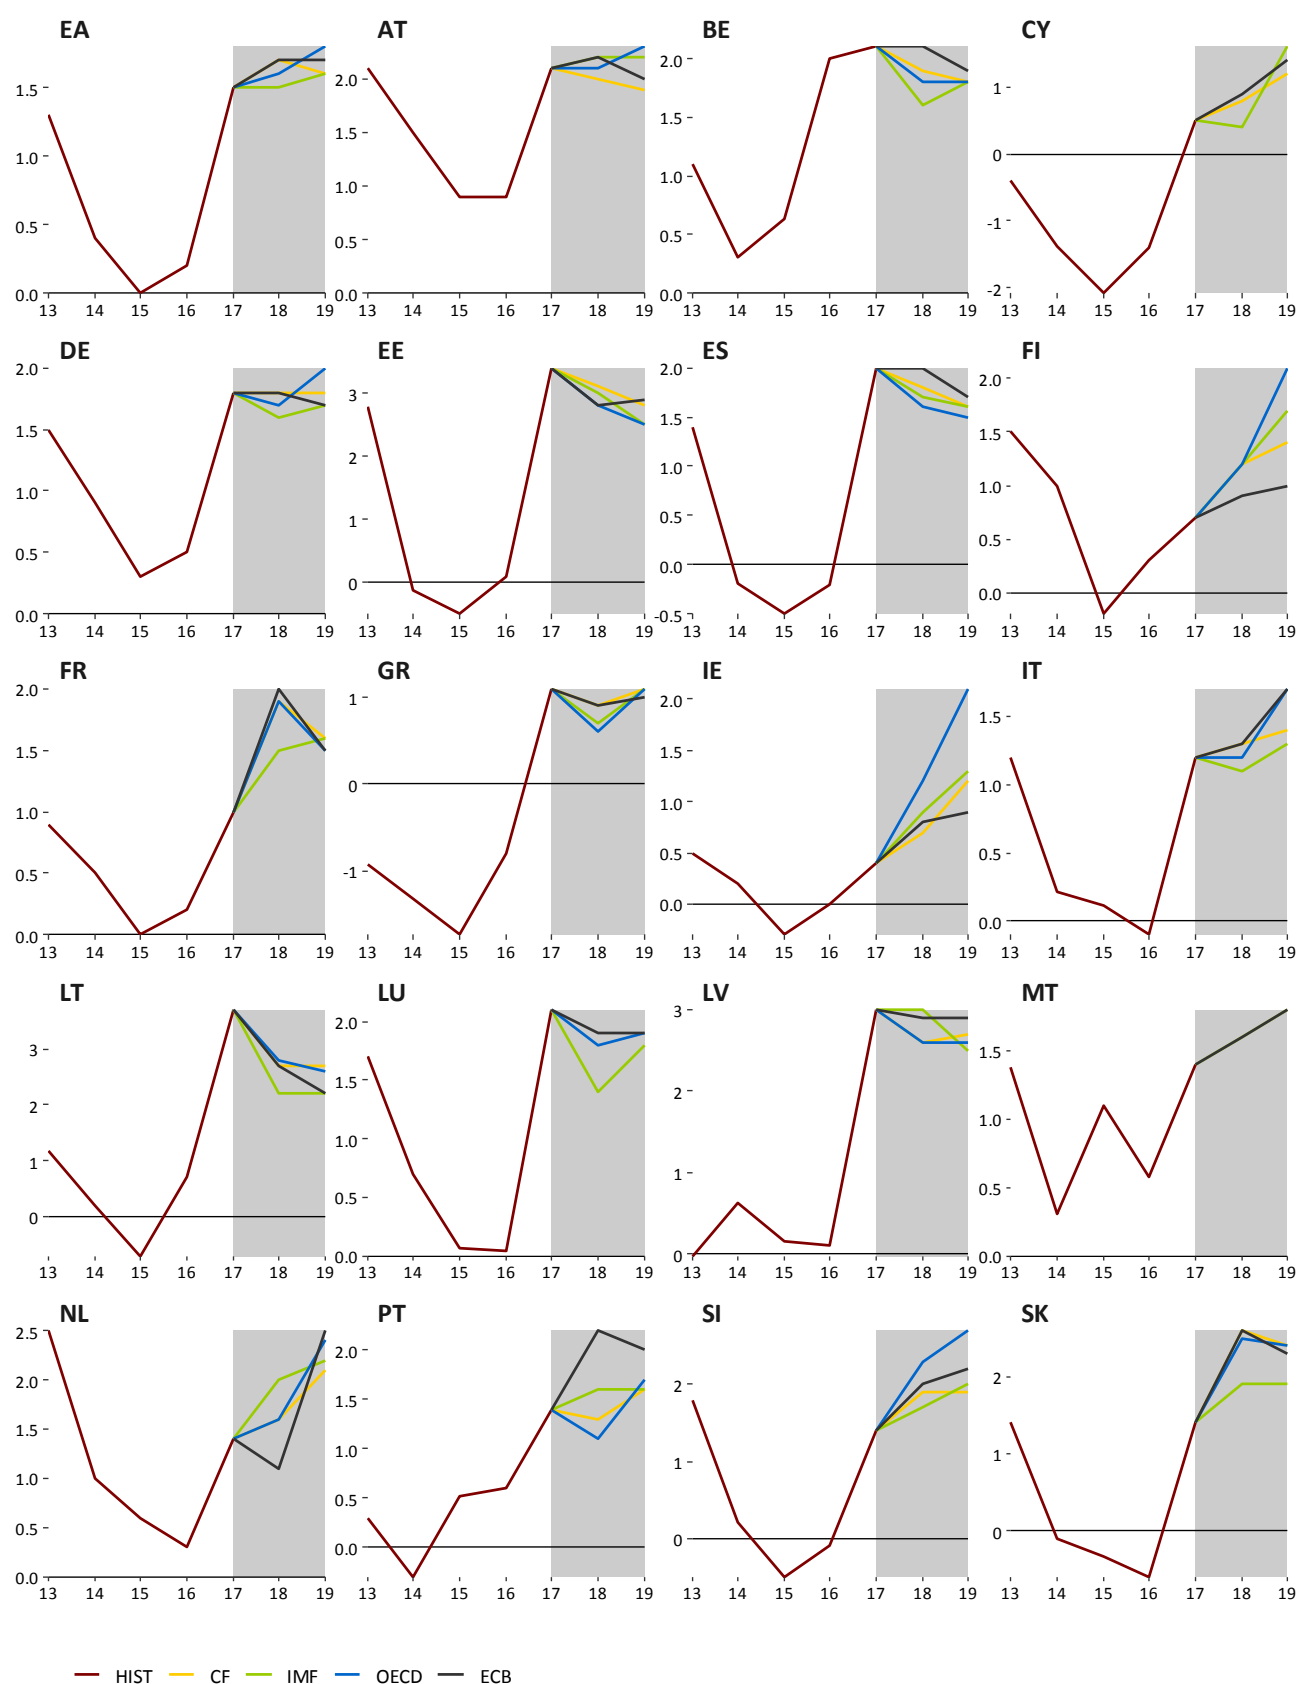 EA AT BE CY
1.5 2.0 2.0 1
1.0 1.5 1.5 0
0.5 1.0 1.0 -1
0.0 0.5 0.5 -2
0.0 0.0
13 14 15 16 17 18 19 13 14 15 16 17 18 19 13 14 15 16 17 18 19 13 14 15 16 17 18 19
DE EE ES FI
2.0 3 2.0 2.0
1.5 2 1.5 1.5
1.0 1 1.0 1.0
0.5 0 0.5 0.5
0.0 0.0 0.0
-0.5
13 14 15 16 17 18 19 13 14 15 16 17 18 19 13 14 15 16 17 18 19 13 14 15 16 17 18 19
FR GR IE IT
2.0 1 2.0 1.5
1.5 0 1.5 1.0
1.0 -1 1.0 0.5
0.5 0.5 0.0
0.0 0.0
13 14 15 16 17 18 19 13 14 15 16 17 18 19 13 14 15 16 17 18 19 13 14 15 16 17 18 19
LT LU LV MT
3 2.0 3 1.5
2 1.5 2 1.0
1 1.0 1 0.5
0 0.5 0 0.0
0.0
13 14 15 16 17 18 19 13 14 15 16 17 18 19 13 14 15 16 17 18 19 13 14 15 16 17 18 19
NL PT SI SK
2.5 2.0 2 2
2.0 1.5 1 1
1.5 1.0 0 0
1.0 0.5
0.5 0.0
0.0
13 14 15 16 17 18 19 13 14 15 16 17 18 19 13 14 15 16 17 18 19 13 14 15 16 17 18 19
HIST CF IMF OECD ECB